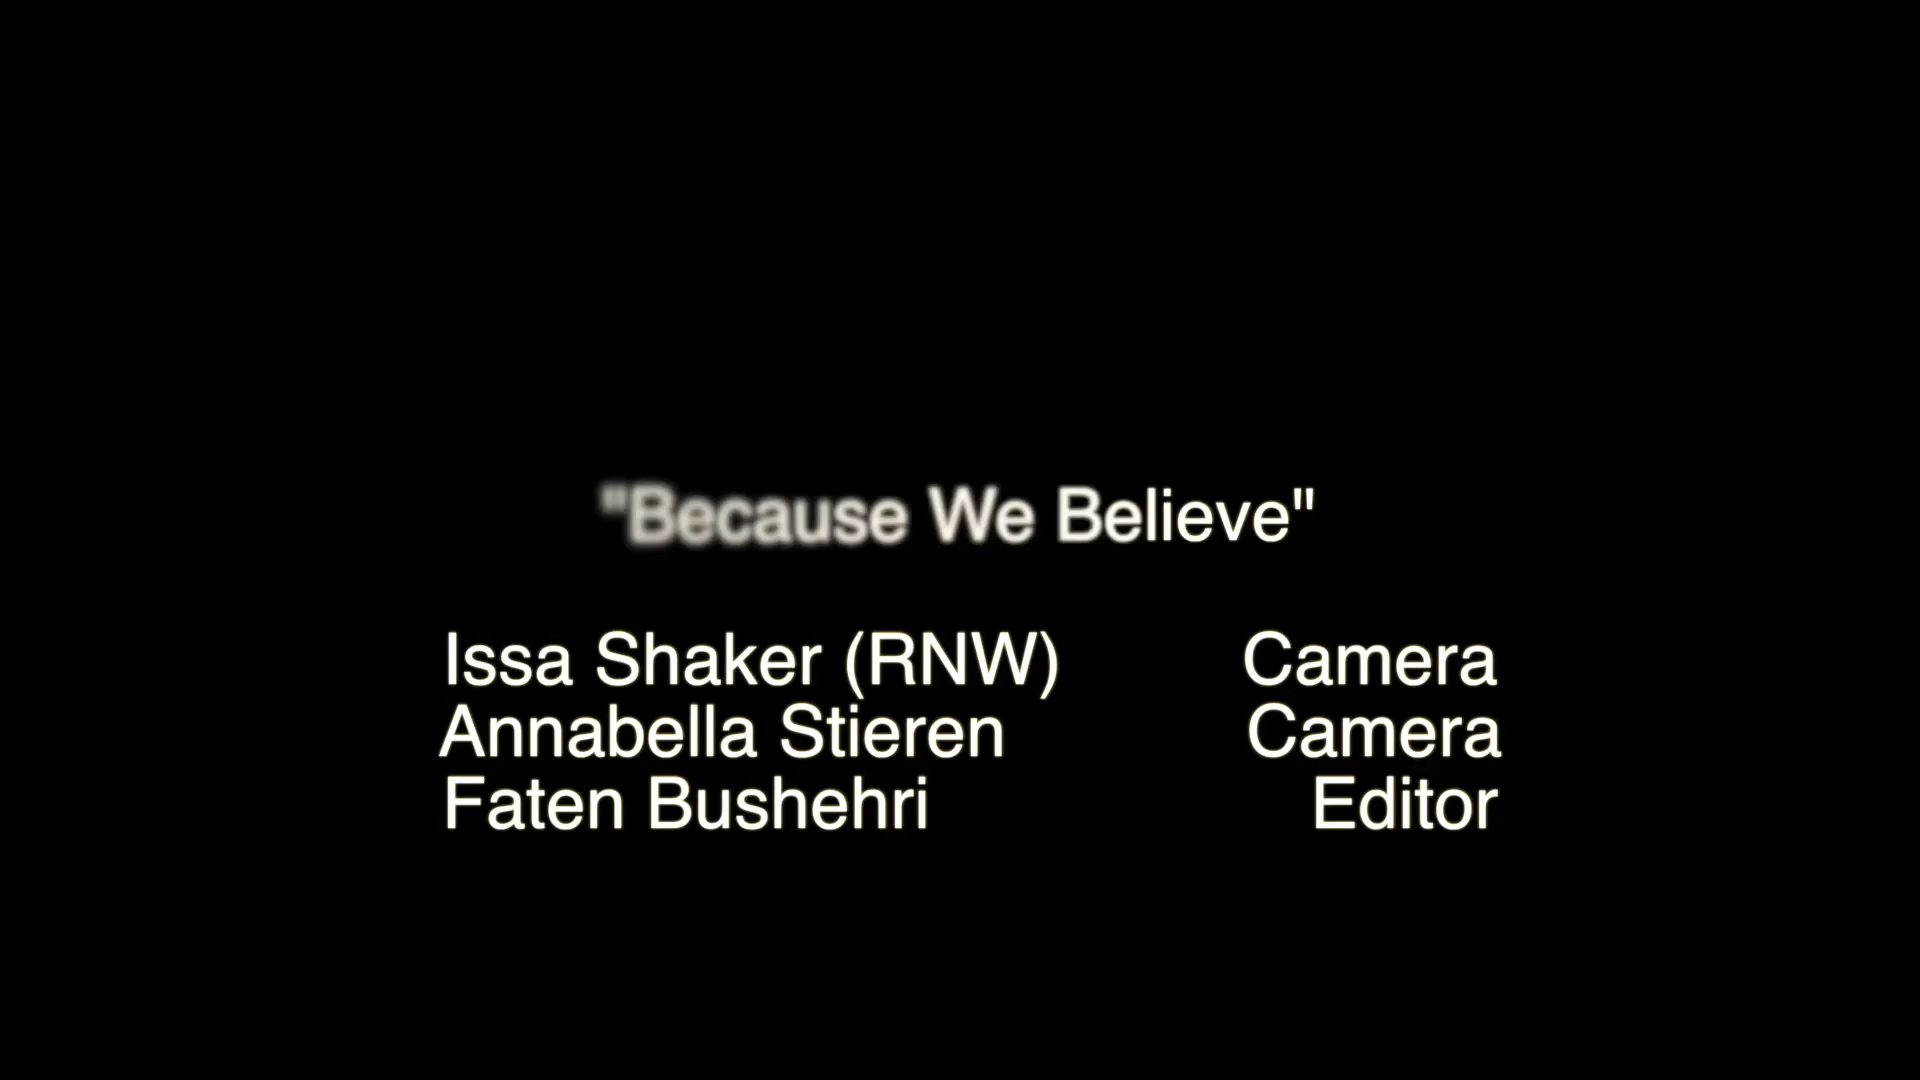 "Because We Believe"
Issa Shaker (RNW) Camera
Annabella Stieren Camera
Faten Bushehri Editor